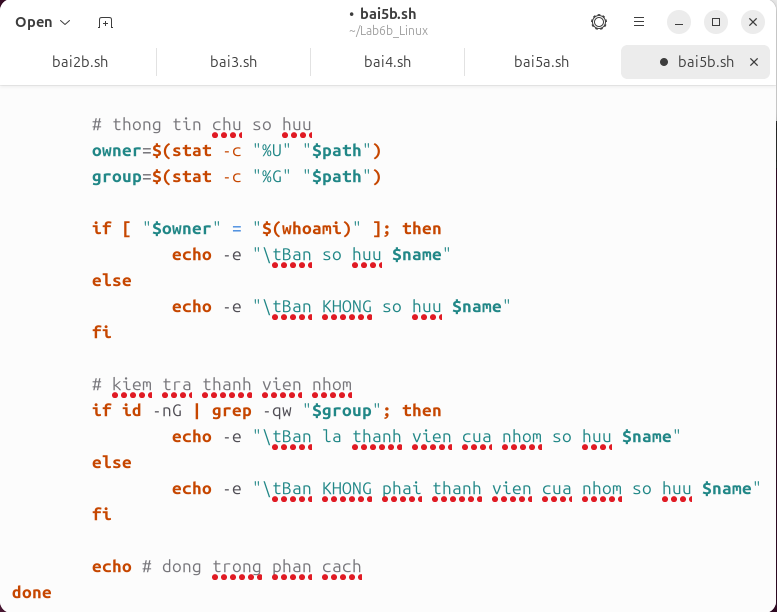 Open
• bai5b.sh
~/Lab6b_Linux
bai2b.sh
bai3.sh
bai4.sh
bai5a.sh
● bai5b.sh
# thong tin chu so huu
owner=$(stat -c "%U" "$path")
group=$(stat -c "%G" "$path")
if [ "$owner" = "$(whoami)" ]; then
echo -e "\tBan so huu $name"
else
echo -e "\tBan KHONG so huu $name"
fi
# kiem tra thanh vien nhom
if id -nG | grep -qw "$group"; then
echo -e "\tBan la thanh vien cua nhom so huu $name"
else
echo -e "\tBan KHONG phai thanh vien cua nhom so huu $name"
fi
echo # dong trong phan cach
done